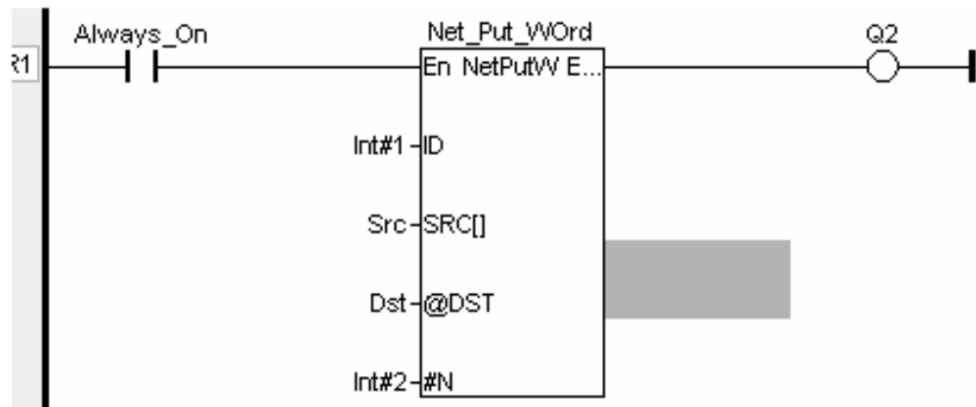 Always_On Net_Put_WOrd Q2
R1 En NetPutW E...
Int#1 ID
Src SRC[]
Dst @DST
Int#2 #N